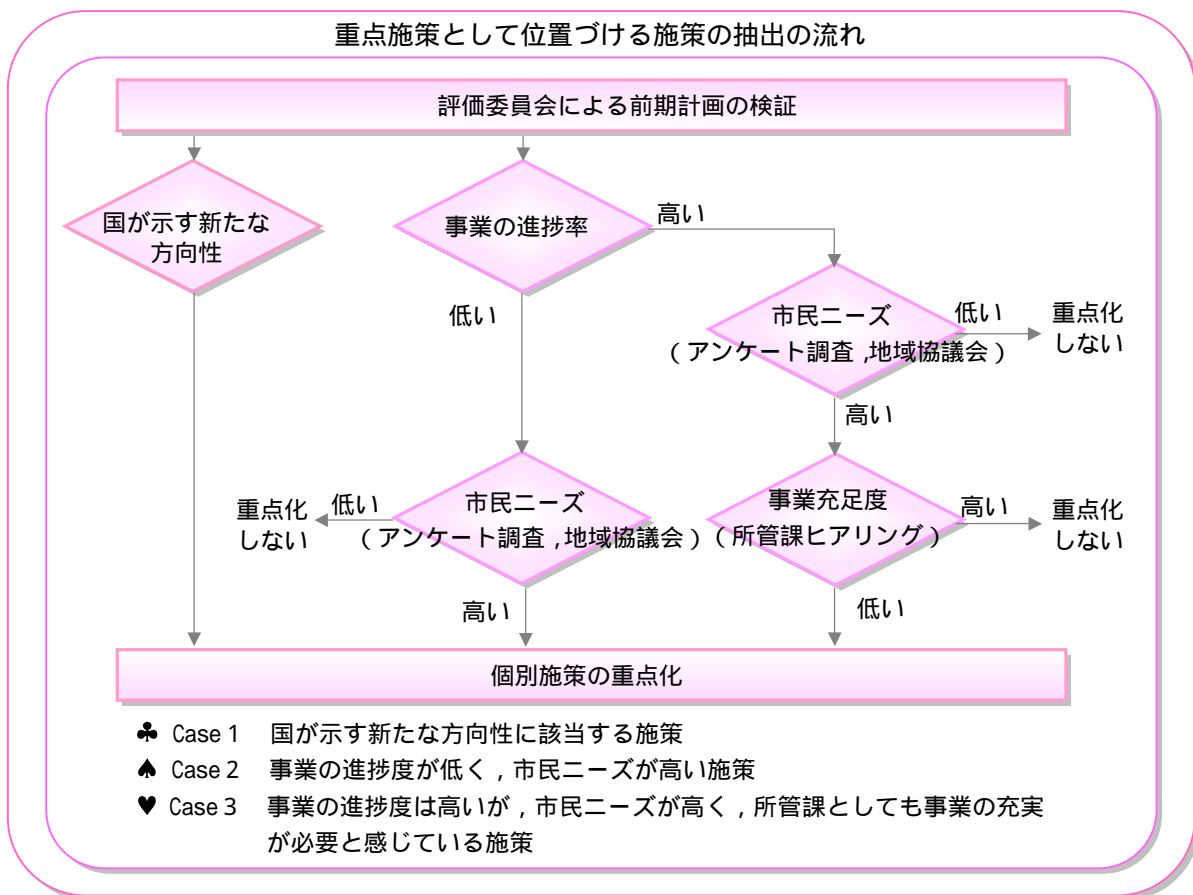 重点施策として位置づける施策の抽出の流れ
評価委員会による前期計画の検証
国が示す新たな
方向性
事業の進捗率
高い
低い
市民ニーズ
（アンケート調査,地域協議会）
低い
重点化
しない
高い
重点化
しない
低い
市民ニーズ
（アンケート調査,地域協議会）
高い
事業充足度
（所管課ヒアリング）
高い
重点化
しない
低い
個別施策の重点化
♣ Case 1 国が示す新たな方向性に該当する施策
♠ Case 2 事業の進捗度が低く,市民ニーズが高い施策
♥ Case 3 事業の進捗度は高いが,市民ニーズが高く,所管課としても事業の充実
が必要と感じている施策